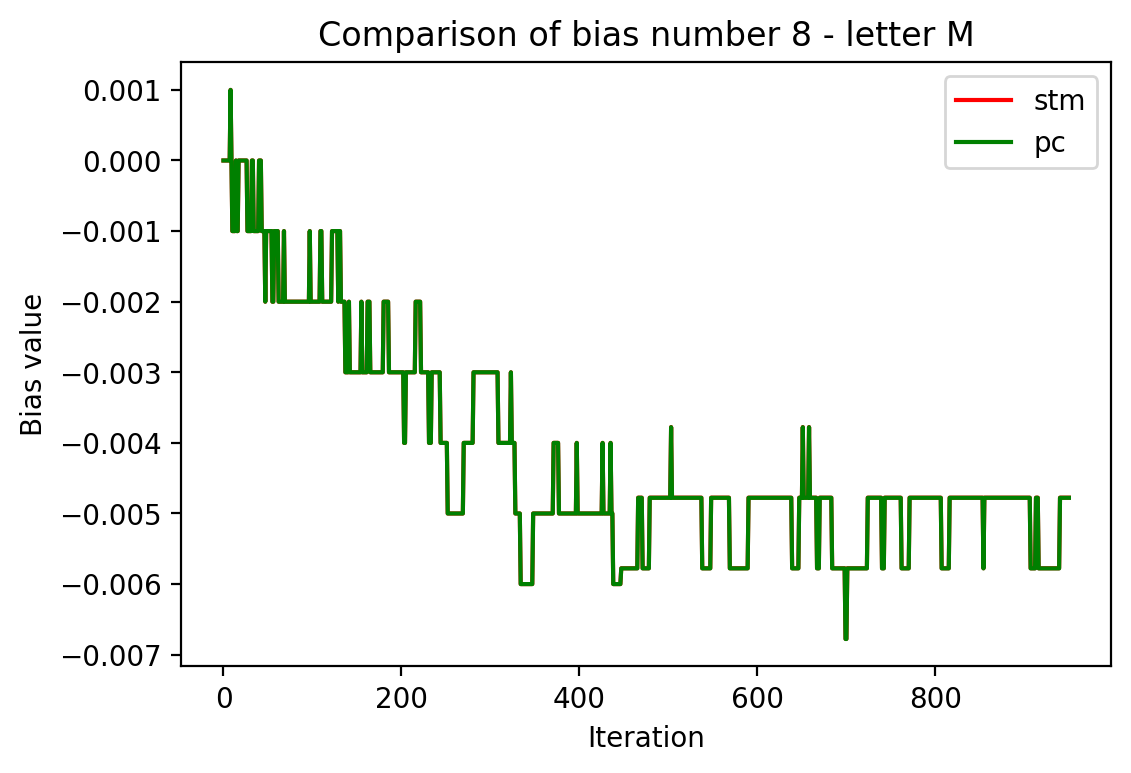 Comparison of bias number 8 - letter M
0.001
0.000
−0.001
−0.002
−0.003
−0.004
−0.005
−0.006
−0.007
Bias value
stm
pc
0
200
400
600
800
Iteration